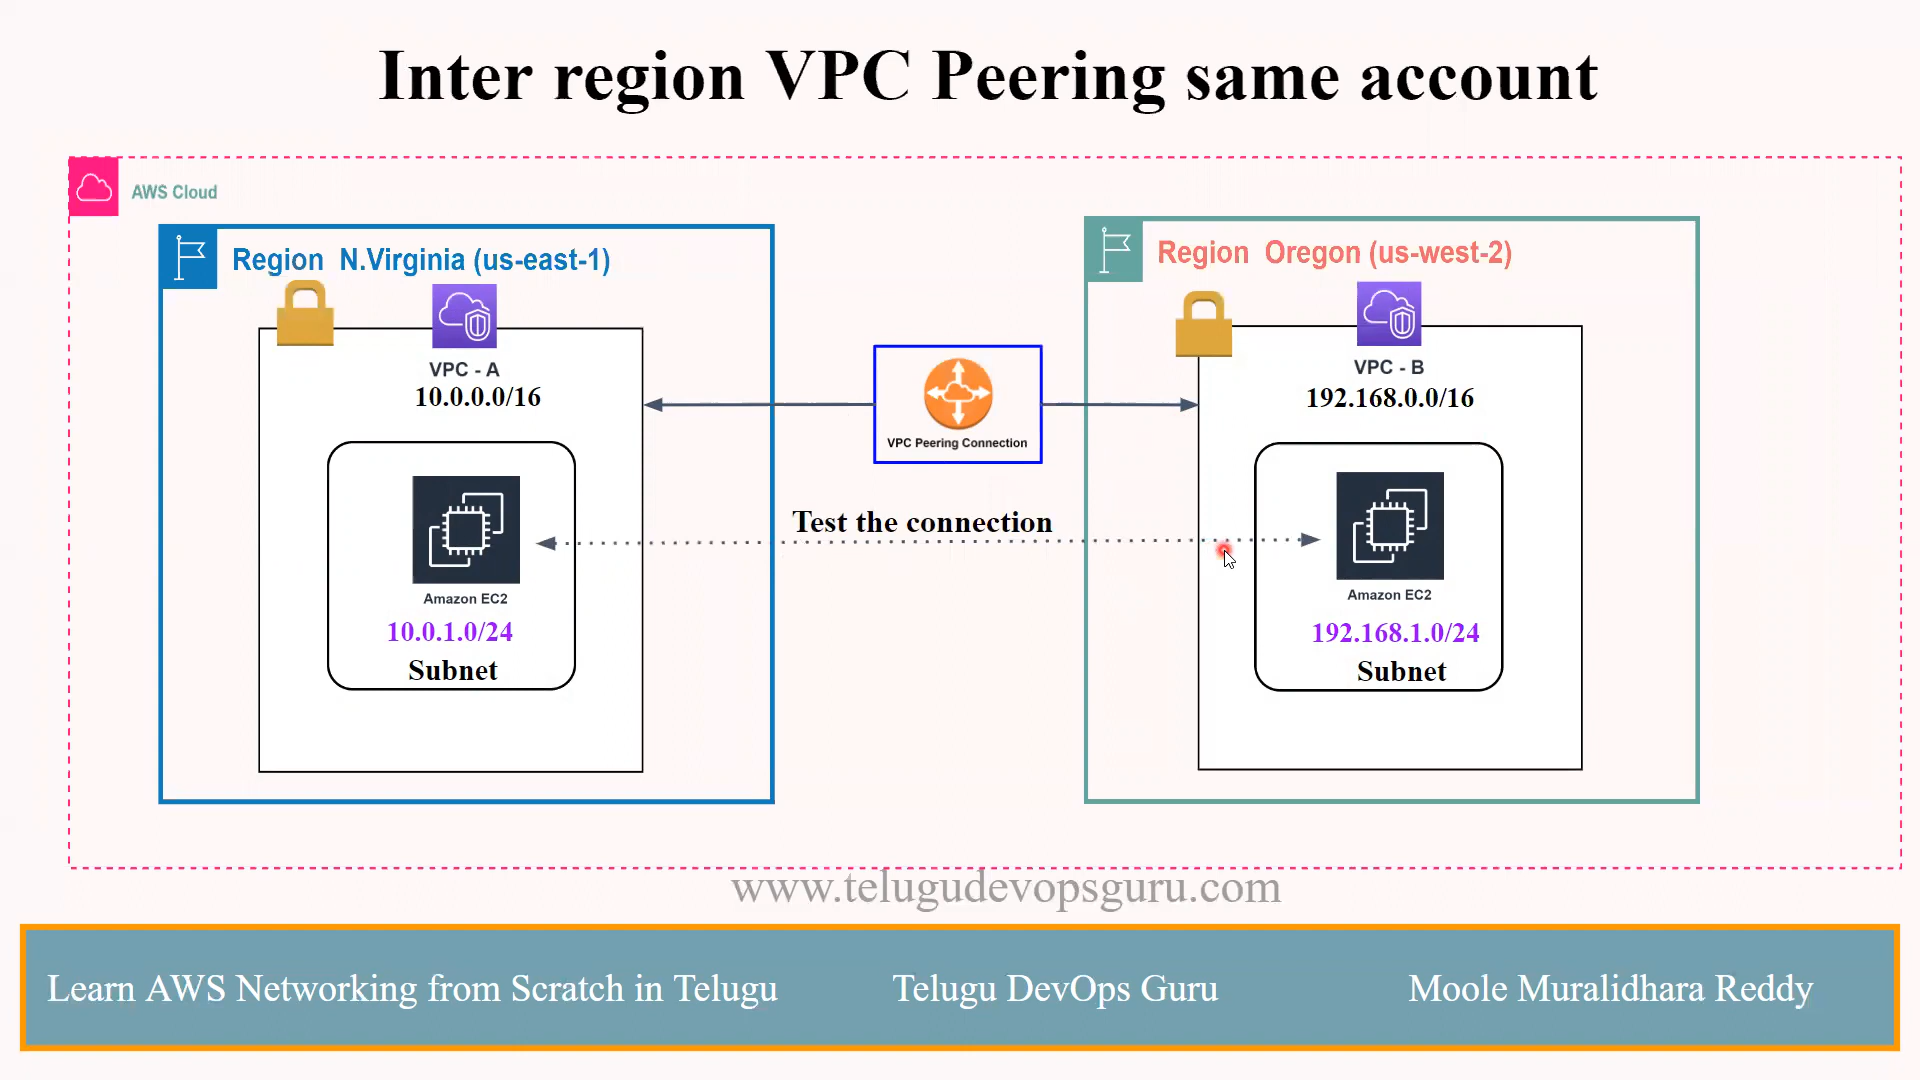 Inter region VPC Peering same account
AWS Cloud
Region N.Virginia (us-east-1)
VPC - A
10.0.0.0/16
Amazon EC2
10.0.1.0/24
Subnet
VPC Peering Connection
Test the connection
Region Oregon (us-west-2)
VPC - B
192.168.0.0/16
Amazon EC2
192.168.1.0/24
Subnet
www.telugudevopsguru.com
Learn AWS Networking from Scratch in Telugu
Telugu DevOps Guru
Moole Muralidhara Reddy